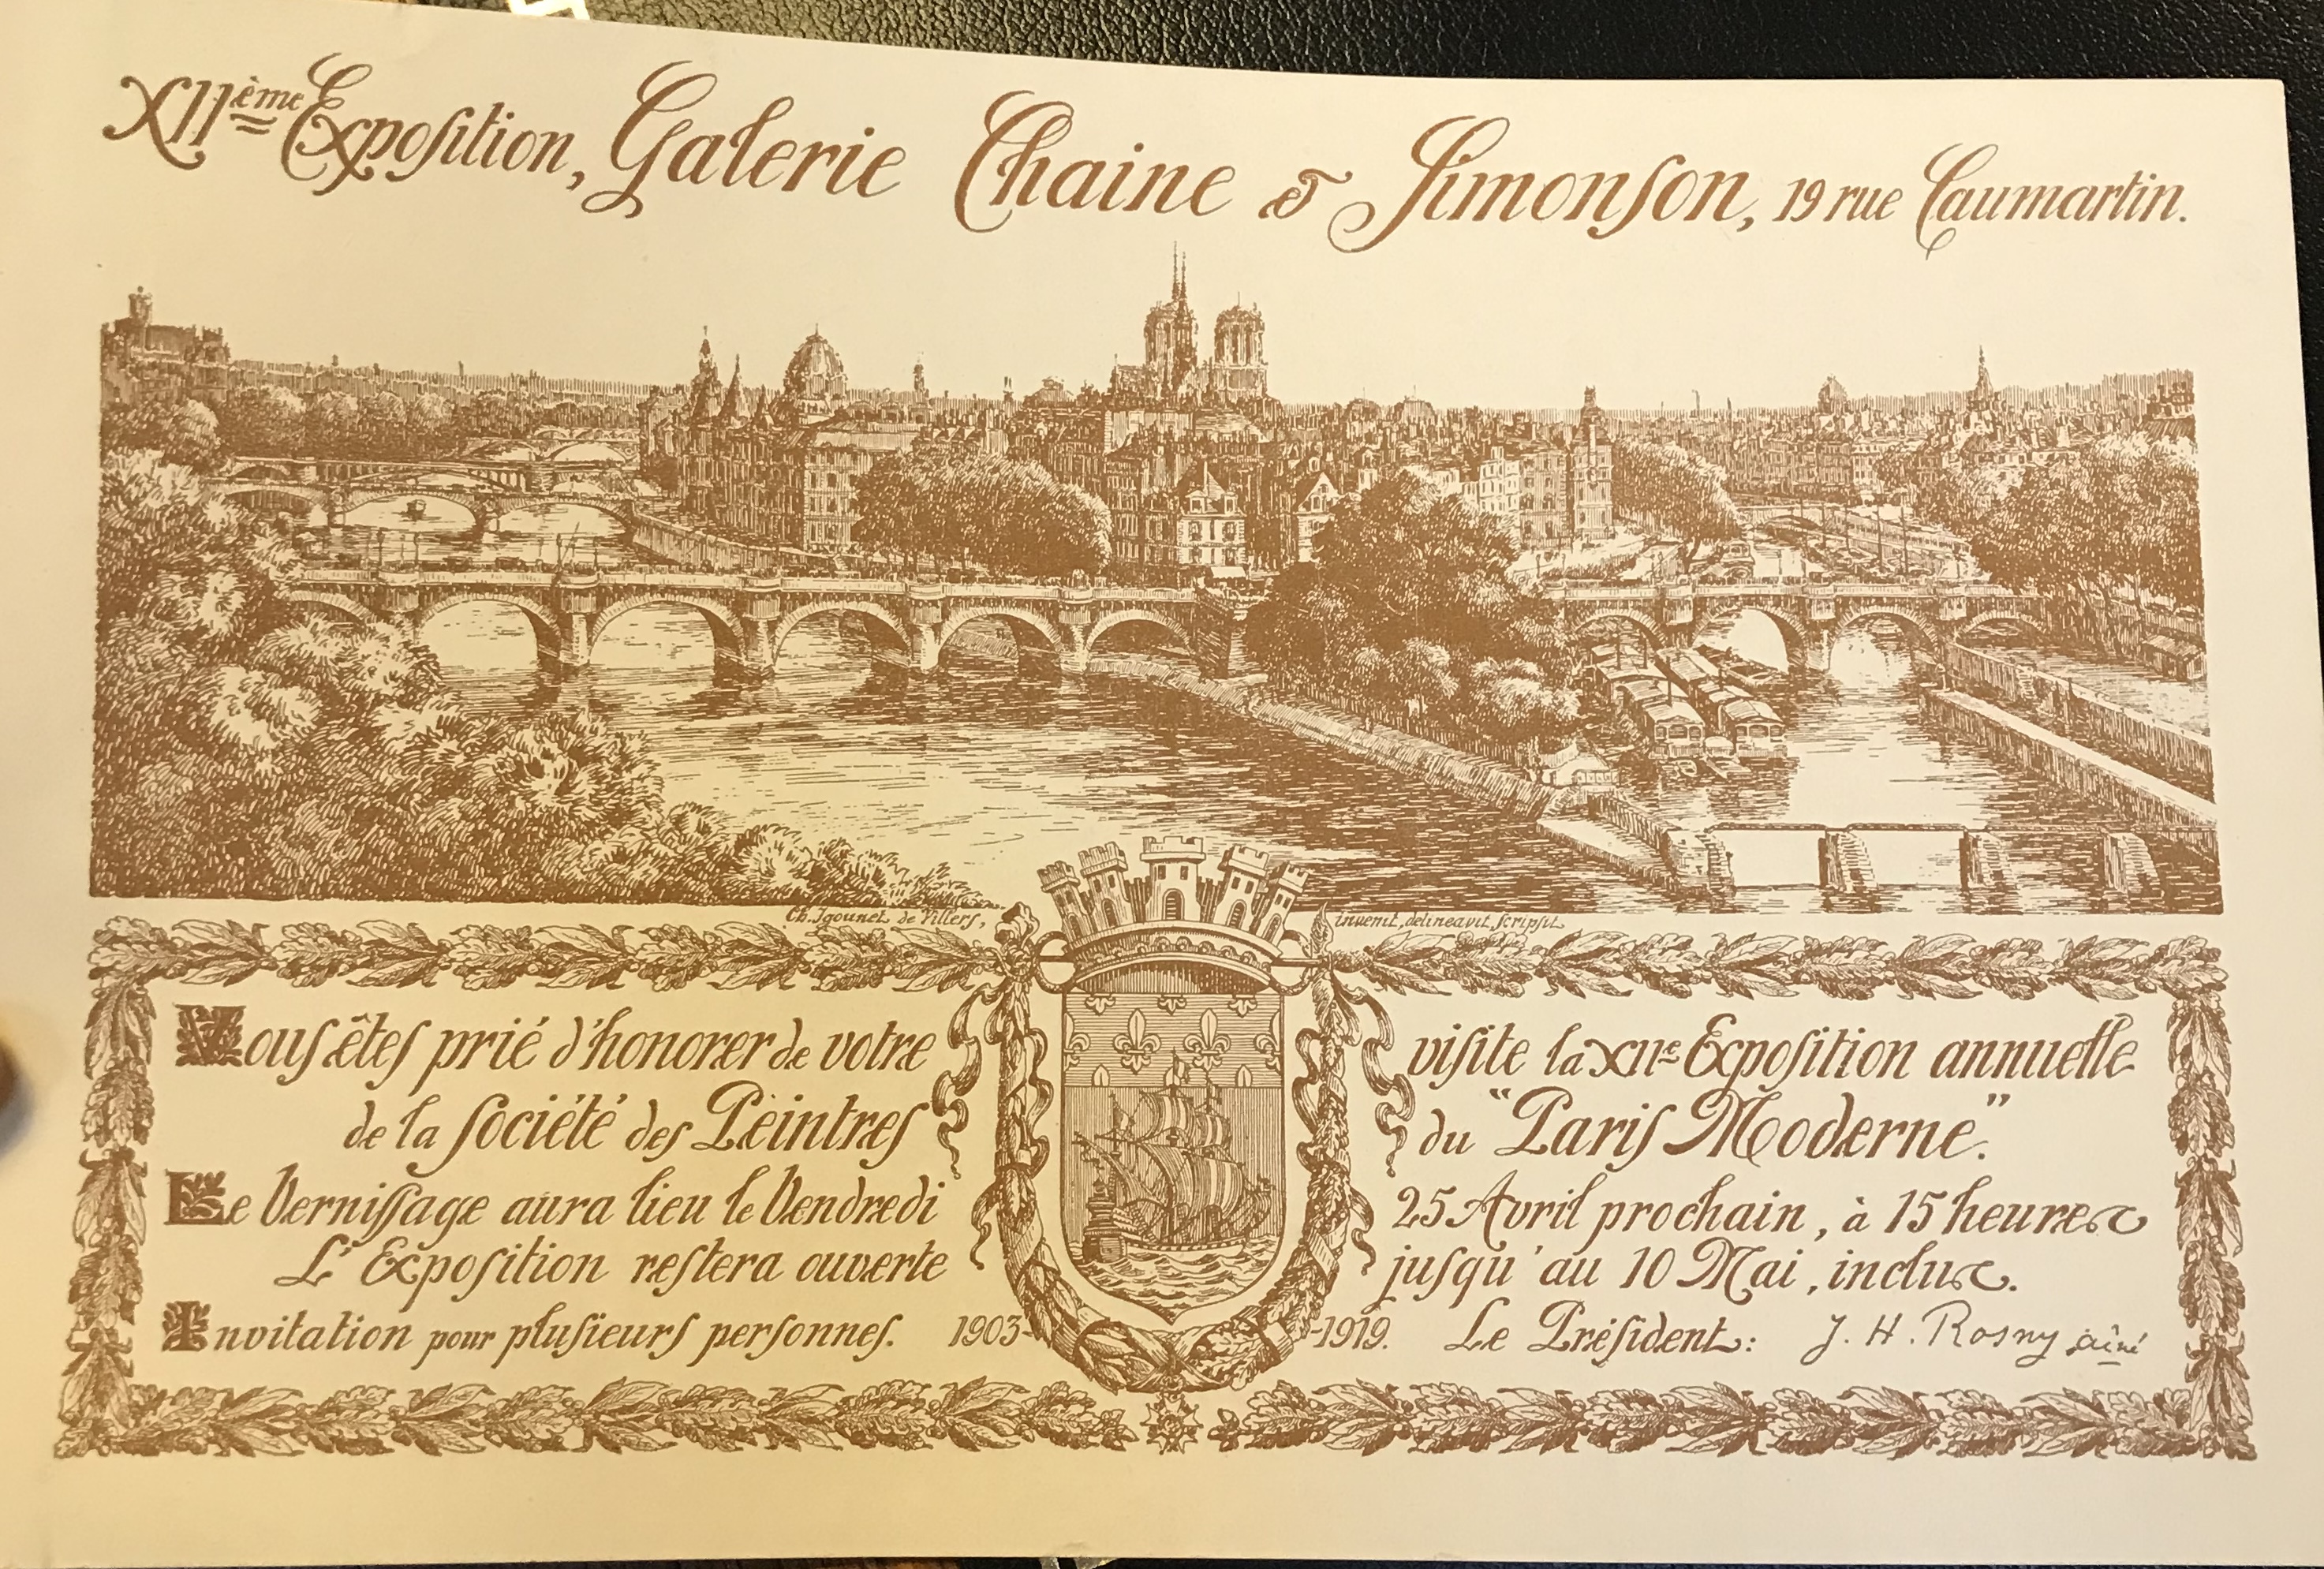 XIIème Exposition, Galerie Chaine & Simonson, 19 rue Caumartin.
Ch. Jgounet de Villers, invenit, delineavit, scripsit
Vous êtes prié d'honorer de votre visite la XIIe Exposition annuelle
de la Société des Peintres du "Paris Moderne".
Le Vernissage aura lieu le Vendredi 25 Avril prochain, à 15 heures
L'Exposition restera ouverte jusqu'au 10 Mai, inclus.
Invitation pour plusieurs personnes. 1903-1919. Le Président: J. H. Rosny aîné